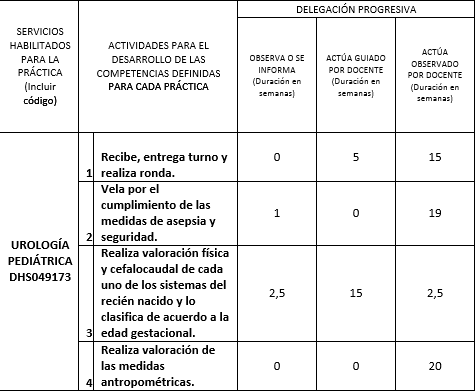 SERVICIOS
HABILITADOS
PARA LA
PRÁCTICA
(Incluir
código)
ACTIVIDADES PARA EL
DESARROLLO DE LAS
COMPETENCIAS DEFINIDAS
PARA CADA PRÁCTICA
DELEGACIÓN PROGRESIVA
OBSERVA O SE
INFORMA
(Duración en
semanas)
ACTÚA GUIADO
POR DOCENTE
(Duración en
semanas)
ACTÚA
OBSERVADO
POR DOCENTE
(Duración en
semanas)
UROLOGÍA
PEDIÁTRICA
DHS049173
1 Recibe, entrega turno y
realiza ronda.
0 5 15
2 Vela por el
cumplimiento de las
medidas de asepsia y
seguridad.
1 0 19
3 Realiza valoración física
y cefalocaudal de cada
uno de los sistemas del
recién nacido y lo
clasifica de acuerdo a la
edad gestacional.
2,5 15 2,5
4 Realiza valoración de
las medidas
antropométricas.
0 0 20